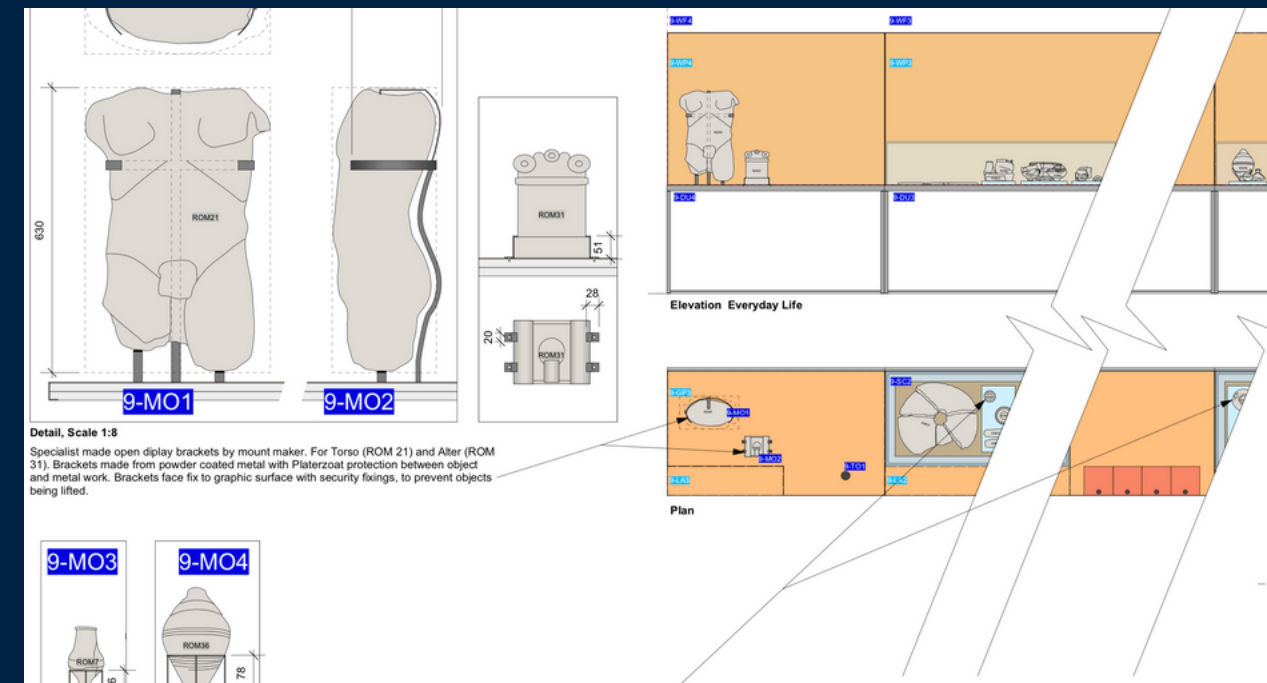 630
ROM21
9-MO1
9-MO2
ROM31
51
28
20
ROM31
Detail, Scale 1:8
Specialist made open diplay brackets by mount maker. For Torso (ROM 21) and Alter (ROM
31). Brackets made from powder coated metal with Platerzoat protection between object
and metal work. Brackets face fix to graphic surface with security fixings, to prevent objects
being lifted.
9-MO3
9-MO4
ROM7
ROM36
78
9-WF4
9-WF3
9-WP4
9-WP3
9-DU4
9-DU3
Elevation Everyday Life
9-SC2
9-MO1
9-MO2
9-TO1
9-LA3
Plan